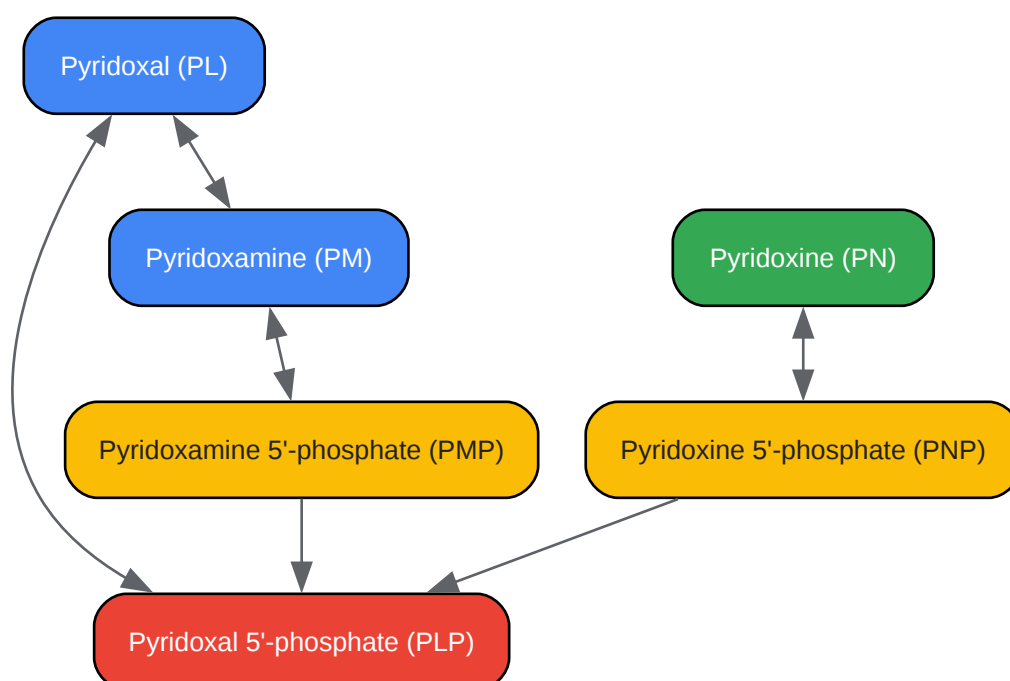 Pyridoxal (PL)
Pyridoxamine (PM)
Pyridoxine (PN)
Pyridoxamine 5'-phosphate (PMP)
Pyridoxine 5'-phosphate (PNP)
Pyridoxal 5'-phosphate (PLP)